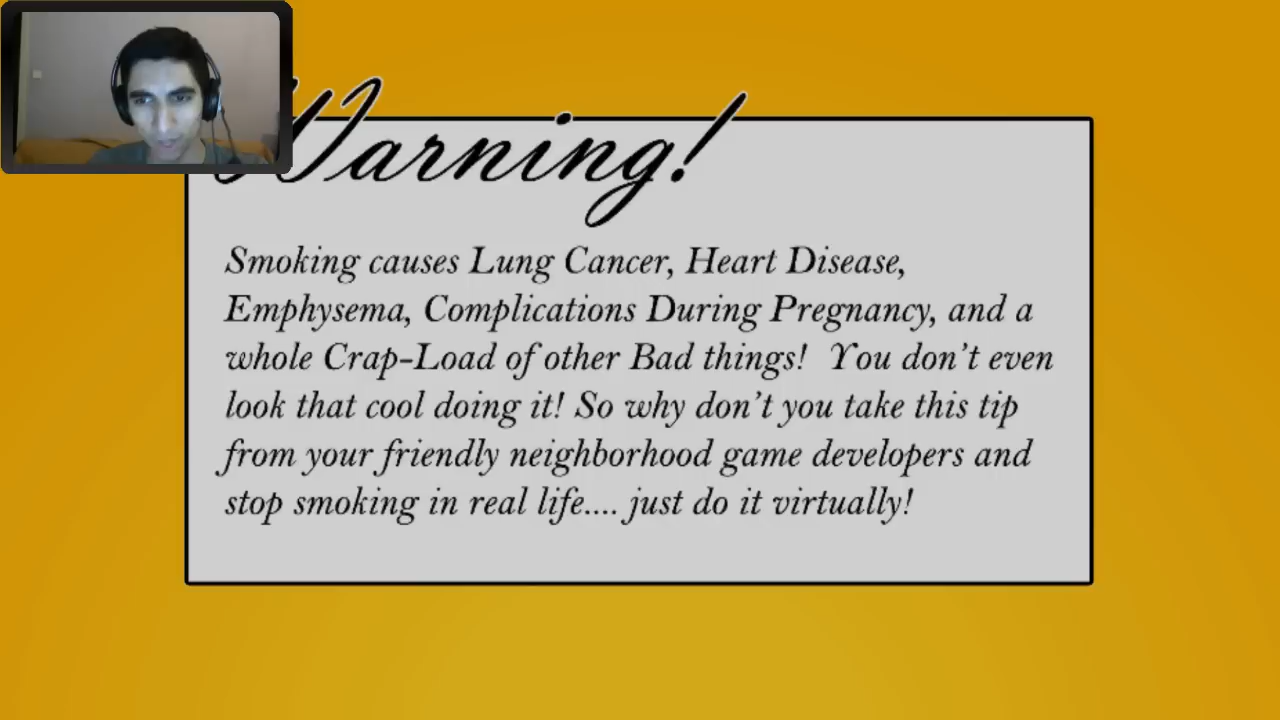 Warning!
Smoking causes Lung Cancer, Heart Disease,
Emphysema, Complications During Pregnancy, and a
whole Crap-Load of other Bad things!  You don't even
look that cool doing it! So why don't you take this tip
from your friendly neighborhood game developers and
stop smoking in real life.... just do it virtually!